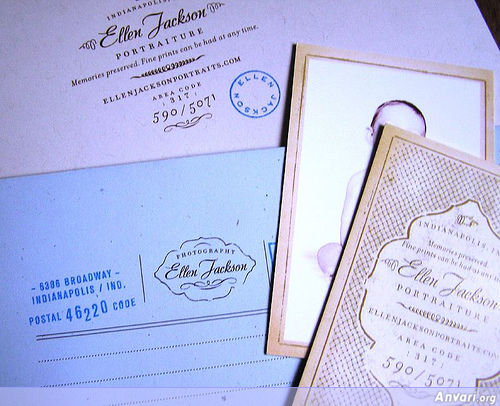 INDIANAPOLIS,
Ellen Jackson
PORTRAITURE
Memories preserved. Fine prints can be had at any time.
ELLENJACKSONPORTRAITS.COM
AREA CODE
: 317 :
590/5071
ELLEN JACKSON
PHOTOGRAPHY
Ellen Jackson
- 6306 BROADWAY -
INDIANAPOLIS / IND.
POSTAL 46220 CODE
INDIANAPOLIS,
Memories preserved.
Fine prints can be had at any
Ellen Jackson
PORTRAITURE
ELLENJACKSONPORTRAITS.COM
AREA CODE
: 317 :
590/5071
Anvari.org